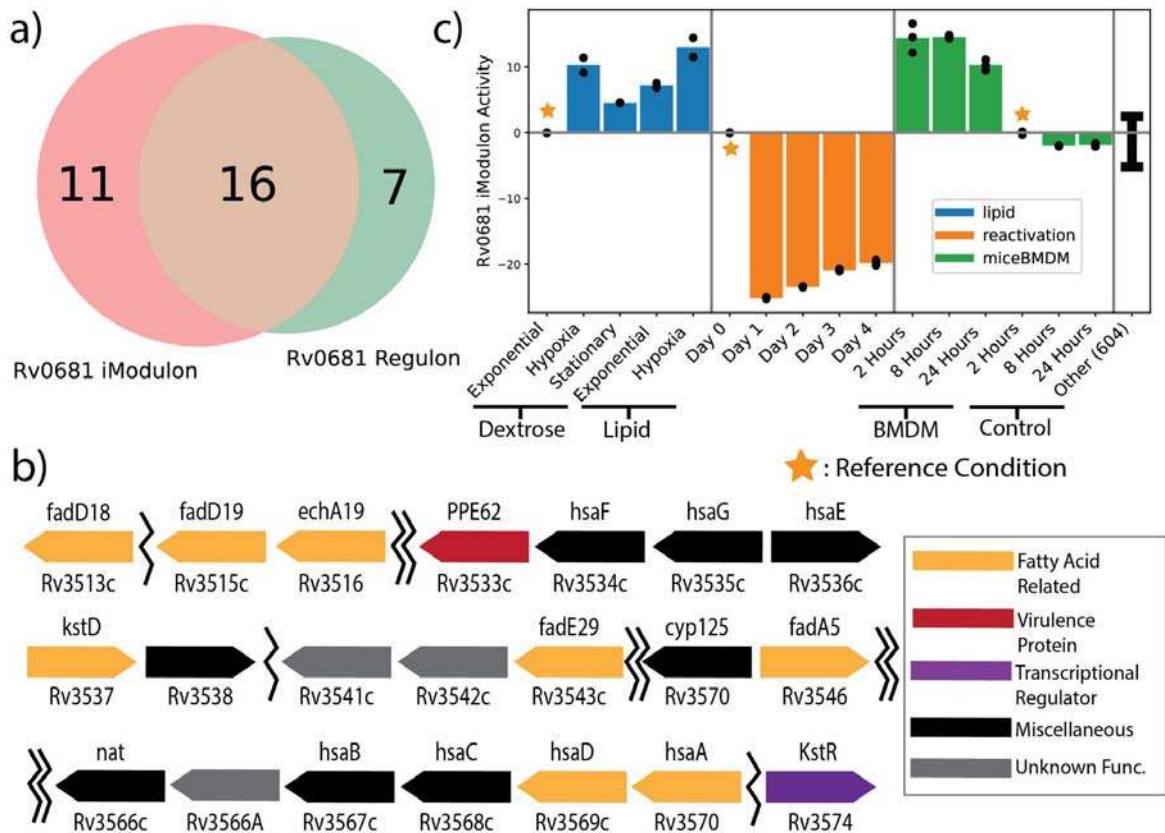 a)
11
16
7
Rv0681 iModulon
Rv0681 Regulon
c)
Rv0681 iModulon Activity
10
0
−10
−20
lipid
reactivation
miceBMDM
Exponential
Hypoxia
Stationary
Exponential
Hypoxia
Day 0
Day 1
Day 2
Day 3
Day 4
2 Hours
8 Hours
24 Hours
2 Hours
8 Hours
24 Hours
Other (604)
Dextrose
Lipid
BMDM
Control
: Reference Condition
b)
fadD18 fadD19 echA19 PPE62 hsaF hsaG hsaE
Rv3513c Rv3515c Rv3516 Rv3533c Rv3534c Rv3535c Rv3536c
kstD fadE29 cyp125 fadA5
Rv3537 Rv3538 Rv3541c Rv3542c Rv3543c Rv3570 Rv3546
nat hsaB hsaC hsaD hsaA KstR
Rv3566c Rv3566A Rv3567c Rv3568c Rv3569c Rv3570 Rv3574
Fatty Acid
Related
Virulence
Protein
Transcriptional
Regulator
Miscellaneous
Unknown Func.